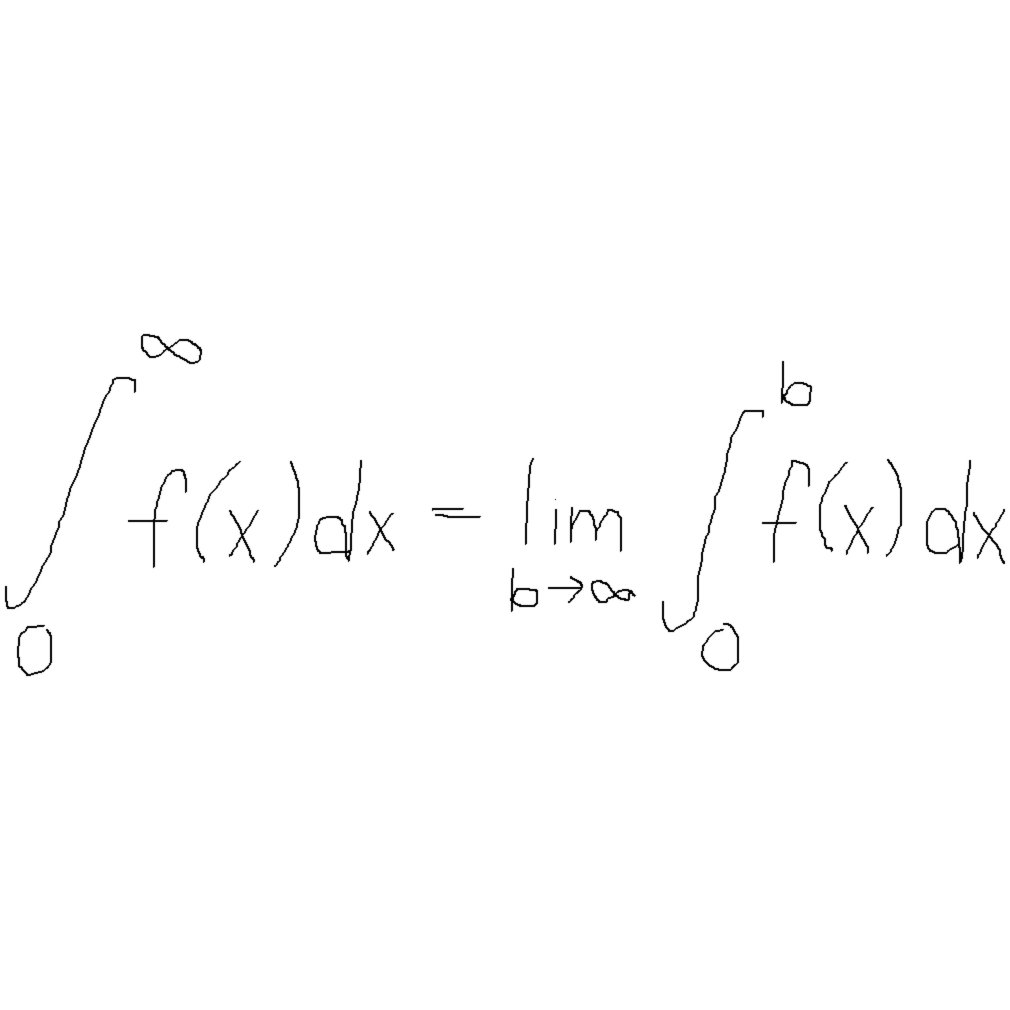 ∫₀^∞ f(x)dx = lim_{b→∞} ∫₀^b f(x)dx